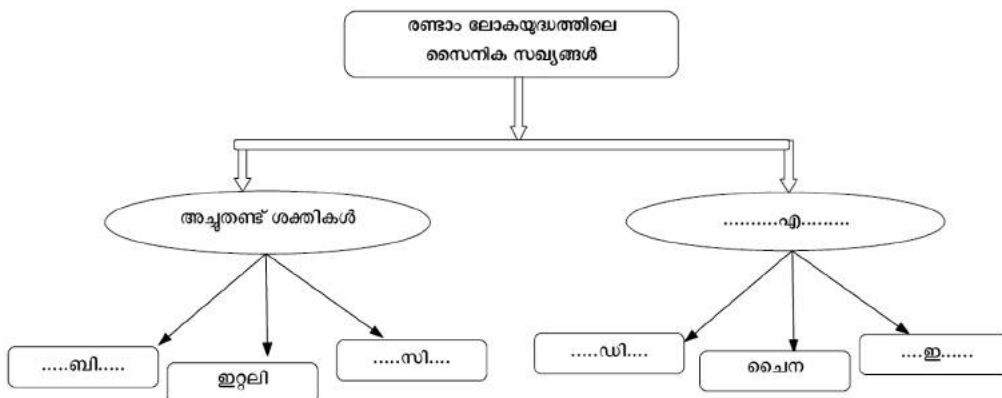 രണ്ടാം ലോകയുദ്ധത്തിലെ
സൈനിക സഖ്യങ്ങൾ
അച്ചുതണ്ട് ശക്തികൾ
..........എ.........
.....ബി.....
ഇറ്റലി
.....സി....
.....ഡി....
ചൈന
....ഇ......